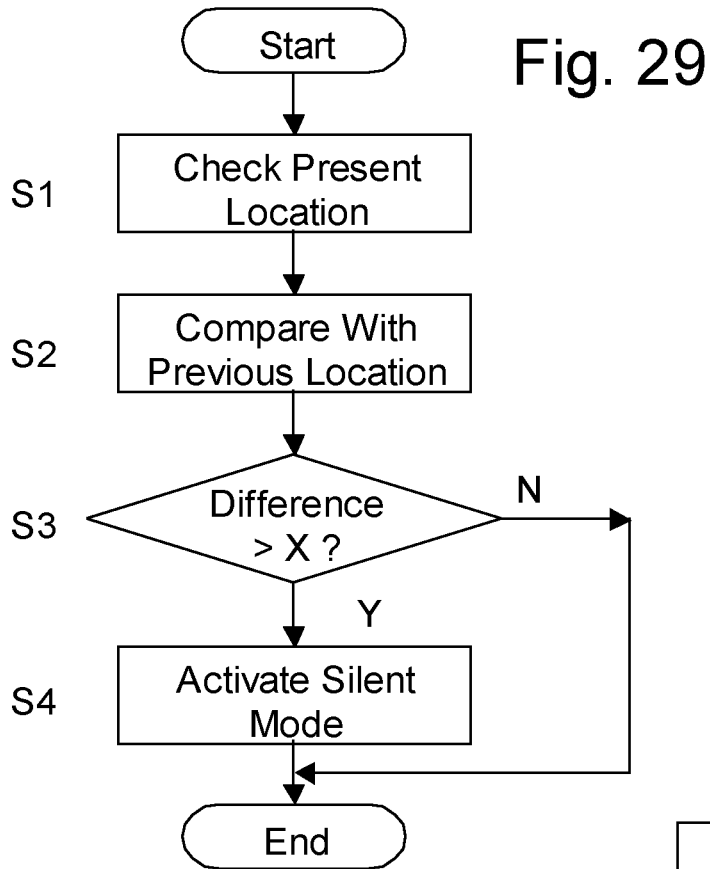 Start
Fig. 29
S1
Check Present
Location
S2
Compare With
Previous Location
S3
Difference
> X ?
N
Y
S4
Activate Silent
Mode
End